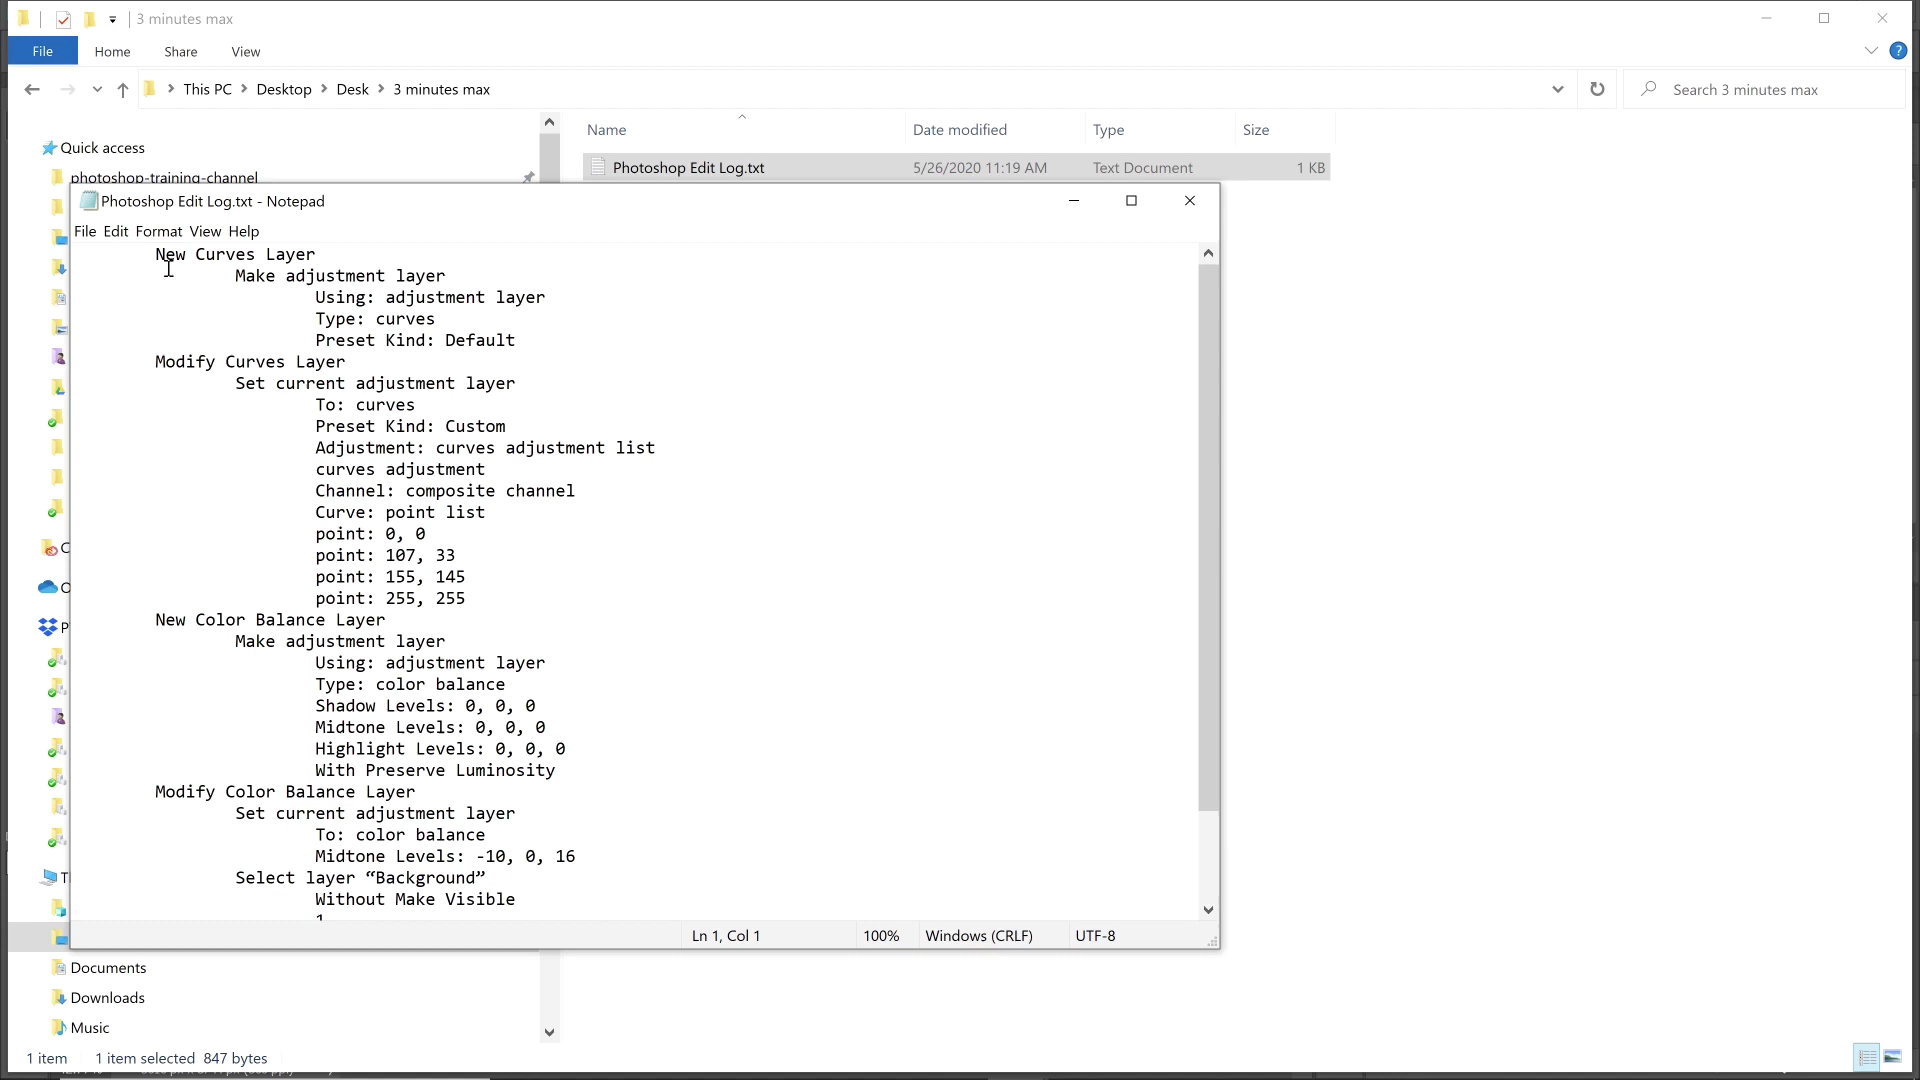 3 minutes max
File Home Share View
This PC Desktop Desk 3 minutes max
Search 3 minutes max
Quick access
photoshop-training-channel
Name Date modified Type Size
Photoshop Edit Log.txt 5/26/2020 11:19 AM Text Document 1 KB
Photoshop Edit Log.txt - Notepad
File Edit Format View Help
New Curves Layer
Make adjustment layer
Using: adjustment layer
Type: curves
Preset Kind: Default
Modify Curves Layer
Set current adjustment layer
To: curves
Preset Kind: Custom
Adjustment: curves adjustment list
curves adjustment
Channel: composite channel
Curve: point list
point: 0, 0
point: 107, 33
point: 155, 145
point: 255, 255
New Color Balance Layer
Make adjustment layer
Using: adjustment layer
Type: color balance
Shadow Levels: 0, 0, 0
Midtone Levels: 0, 0, 0
Highlight Levels: 0, 0, 0
With Preserve Luminosity
Modify Color Balance Layer
Set current adjustment layer
To: color balance
Midtone Levels: -10, 0, 16
Select layer “Background”
Without Make Visible
Ln 1, Col 1 100% Windows (CRLF) UTF-8
Documents
Downloads
Music
1 item 1 item selected 847 bytes